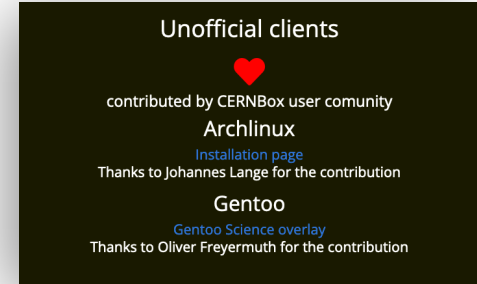 Unofficial clients
contributed by CERNBox user comunity
Archlinux
Installation page
Thanks to Johannes Lange for the contribution
Gentoo
Gentoo Science overlay
Thanks to Oliver Freyermuth for the contribution